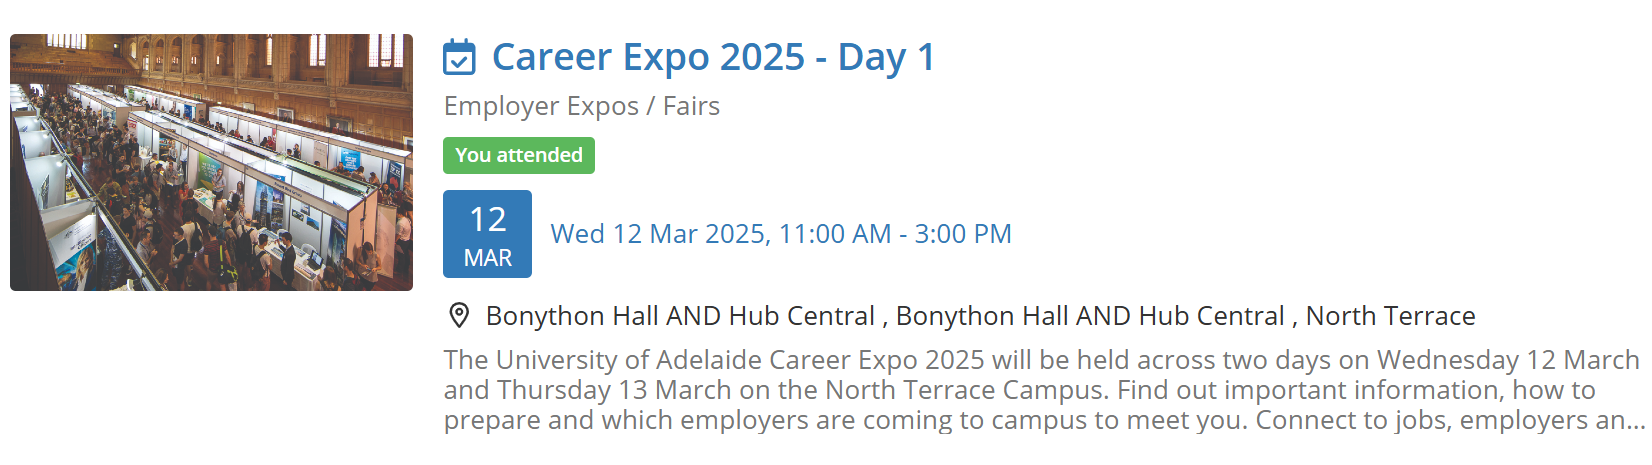 Career Expo 2025 - Day 1
Employer Expos / Fairs
You attended
12
MAR
Wed 12 Mar 2025, 11:00 AM - 3:00 PM
Bonython Hall AND Hub Central , Bonython Hall AND Hub Central , North Terrace
The University of Adelaide Career Expo 2025 will be held across two days on Wednesday 12 March
and Thursday 13 March on the North Terrace Campus. Find out important information, how to
prepare and which employers are coming to campus to meet you. Connect to jobs, employers an...